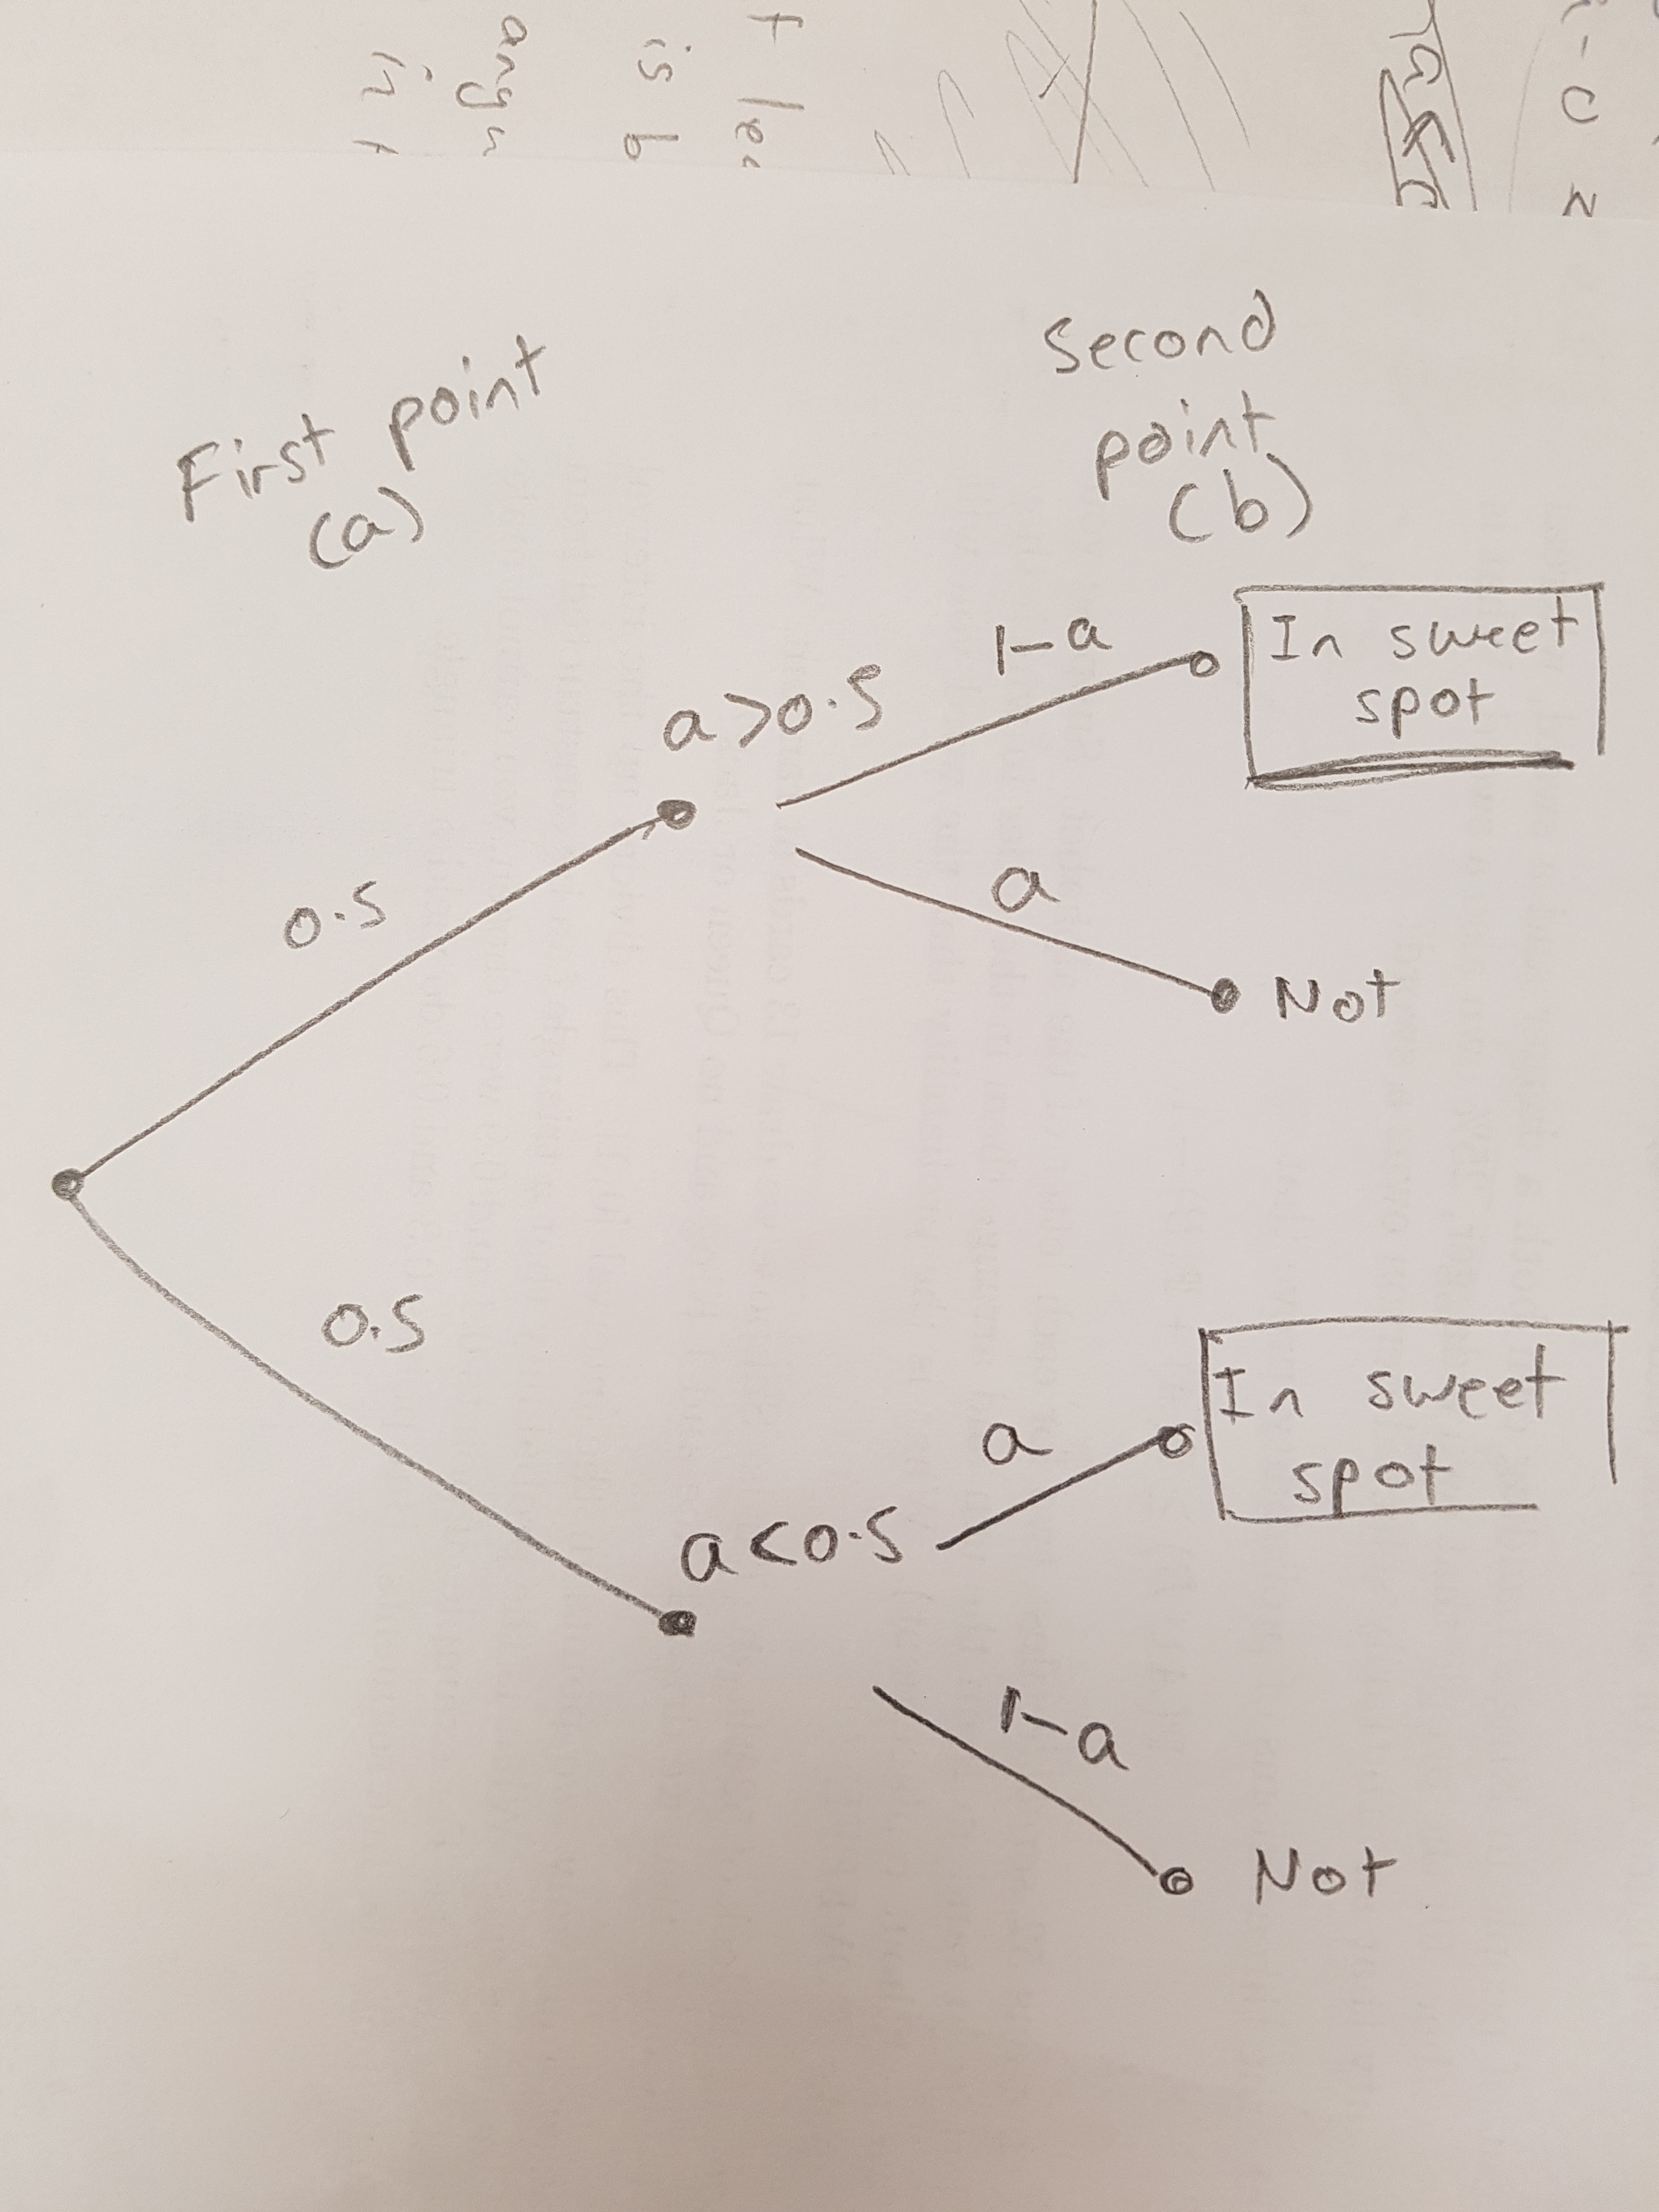 First point
(a)
Second
point
(b)
0.5
a>0.5
1-a
In sweet
spot
a
Not
0.5
a<0.5
a
In sweet
spot
1-a
Not
is